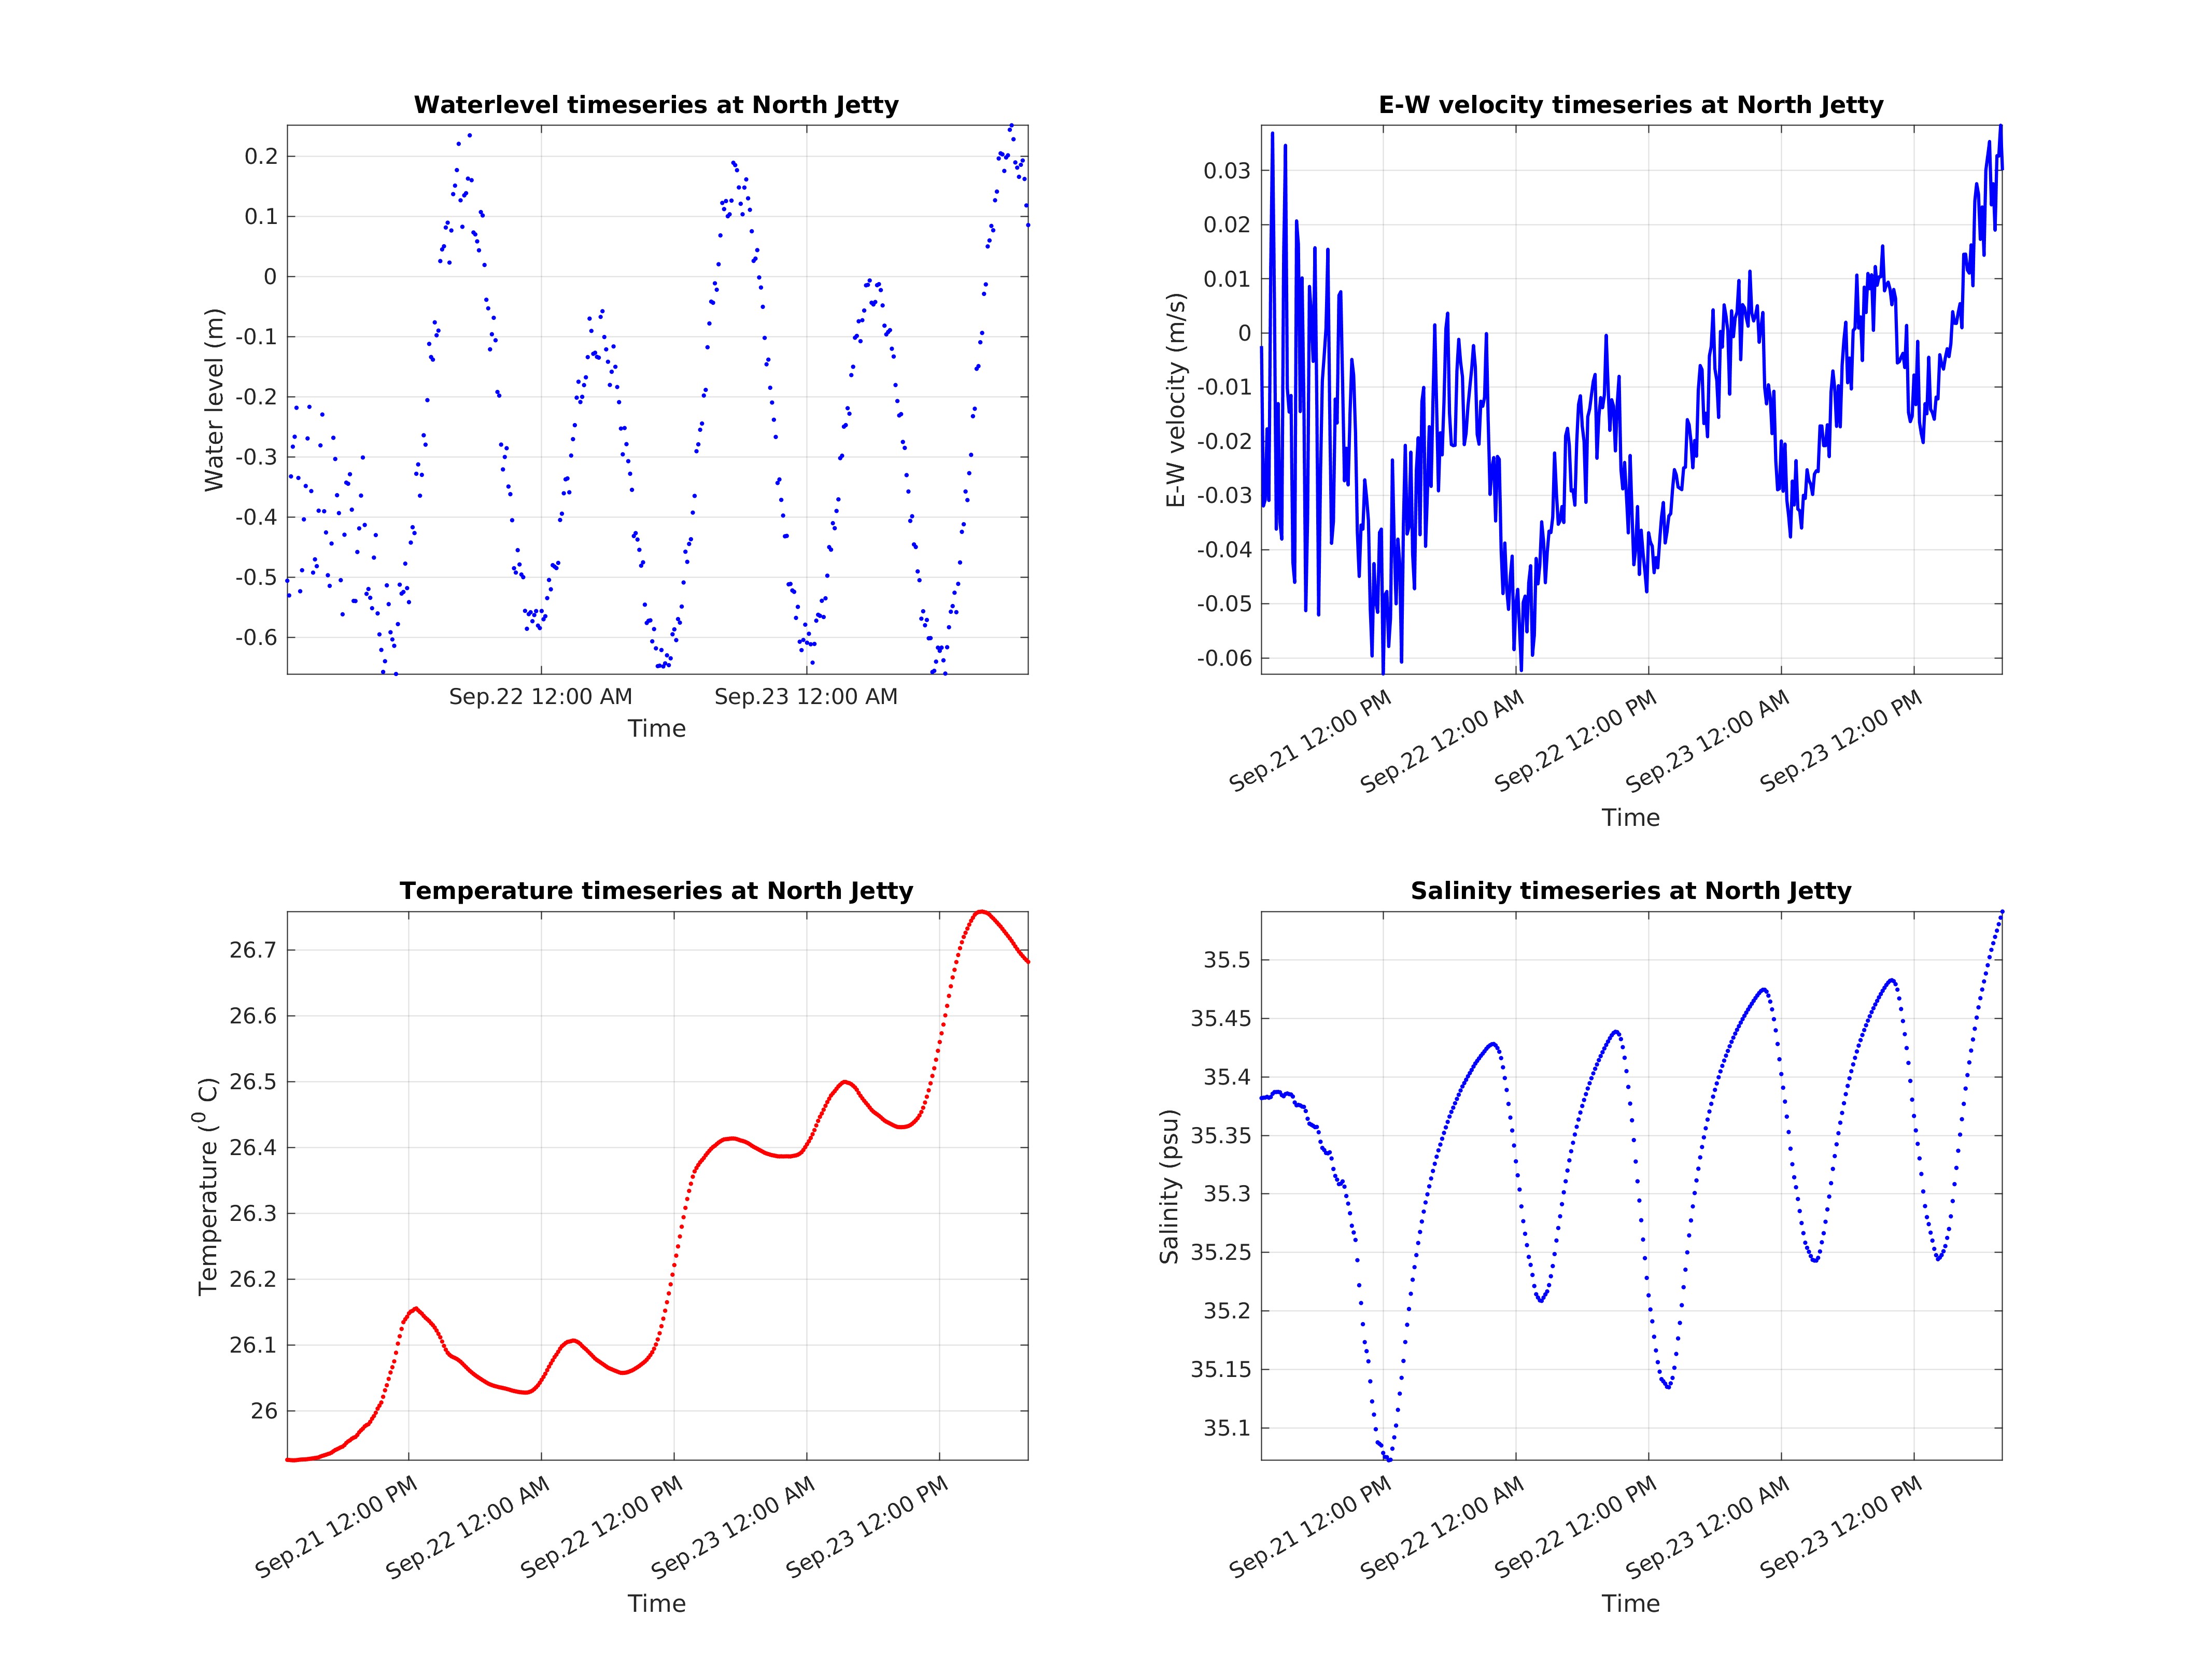 Waterlevel timeseries at North Jetty
0.2
0.1
0
-0.1
-0.2
-0.3
-0.4
-0.5
-0.6
Water level (m)
Sep.22 12:00 AM
Sep.23 12:00 AM
Time
E-W velocity timeseries at North Jetty
0.03
0.02
0.01
0
-0.01
-0.02
-0.03
-0.04
-0.05
-0.06
E-W velocity (m/s)
Sep.21 12:00 PM
Sep.22 12:00 AM
Sep.22 12:00 PM
Sep.23 12:00 AM
Sep.23 12:00 PM
Time
Temperature timeseries at North Jetty
26.7
26.6
26.5
26.4
26.3
26.2
26.1
26
Temperature (⁰ C)
Sep.21 12:00 PM
Sep.22 12:00 AM
Sep.22 12:00 PM
Sep.23 12:00 AM
Sep.23 12:00 PM
Time
Salinity timeseries at North Jetty
35.5
35.45
35.4
35.35
35.3
35.25
35.2
35.15
35.1
Salinity (psu)
Sep.21 12:00 PM
Sep.22 12:00 AM
Sep.22 12:00 PM
Sep.23 12:00 AM
Sep.23 12:00 PM
Time